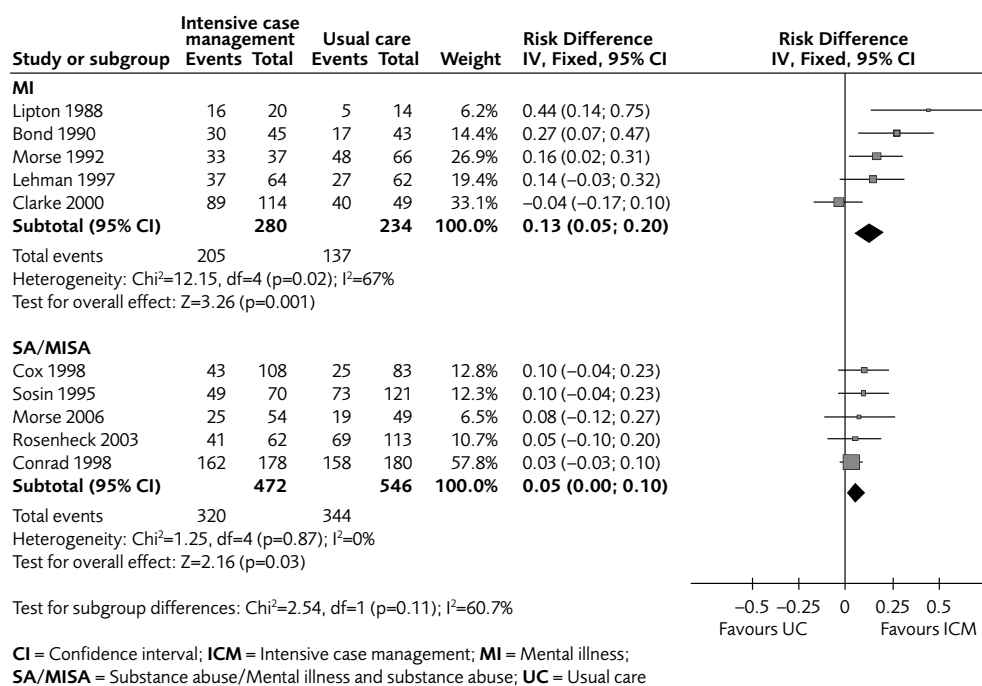 Intensive case management Usual care Risk Difference Risk Difference
Study or subgroup Events Total Events Total Weight IV, Fixed, 95% CI IV, Fixed, 95% CI
MI
Lipton 1988 16 20 5 14 6.2% 0.44 (0.14; 0.75)
Bond 1990 30 45 17 43 14.4% 0.27 (0.07; 0.47)
Morse 1992 33 37 48 66 26.9% 0.16 (0.02; 0.31)
Lehman 1997 37 64 27 62 19.4% 0.14 (–0.03; 0.32)
Clarke 2000 89 114 40 49 33.1% –0.04 (–0.17; 0.10)
Subtotal (95% CI) 280 234 100.0% 0.13 (0.05; 0.20)
Total events 205 137
Heterogeneity: Chi²=12.15, df=4 (p=0.02); I²=67%
Test for overall effect: Z=3.26 (p=0.001)
SA/MISA
Cox 1998 43 108 25 83 12.8% 0.10 (–0.04; 0.23)
Sosin 1995 49 70 73 121 12.3% 0.10 (–0.04; 0.23)
Morse 2006 25 54 19 49 6.5% 0.08 (–0.12; 0.27)
Rosenheck 2003 41 62 69 113 10.7% 0.05 (–0.10; 0.20)
Conrad 1998 162 178 158 180 57.8% 0.03 (–0.03; 0.10)
Subtotal (95% CI) 472 546 100.0% 0.05 (0.00; 0.10)
Total events 320 344
Heterogeneity: Chi²=1.25, df=4 (p=0.87); I²=0%
Test for overall effect: Z=2.16 (p=0.03)
Test for subgroup differences: Chi²=2.54, df=1 (p=0.11); I²=60.7%
–0.5 –0.25 0 0.25 0.5
Favours UC Favours ICM
CI = Confidence interval; ICM = Intensive case management; MI = Mental illness;
SA/MISA = Substance abuse/Mental illness and substance abuse; UC = Usual care